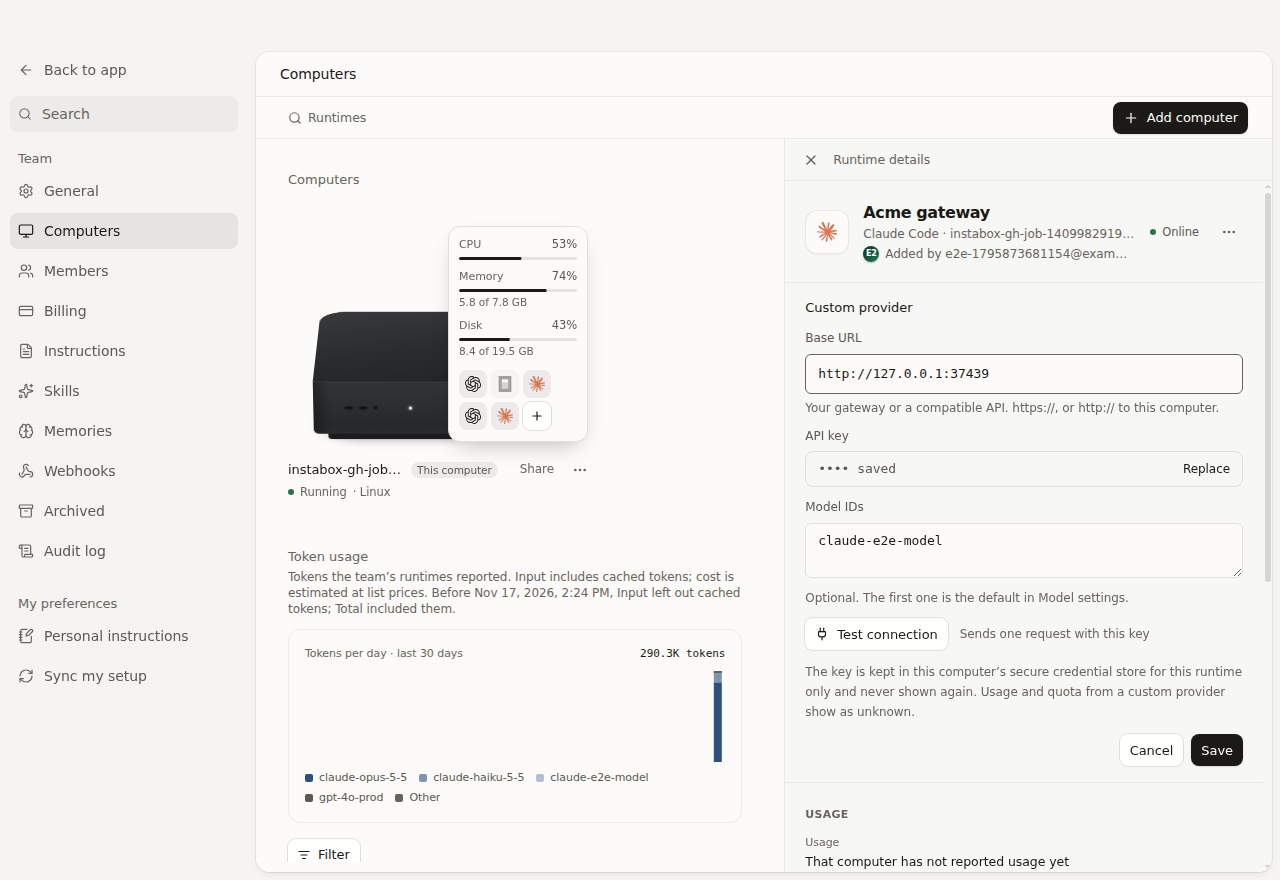 Back to app
Search
Team
General
Computers
Members
Billing
Instructions
Skills
Memories
Webhooks
Archived
Audit log
My preferences
Personal instructions
Sync my setup
Computers
Runtimes
Add computer
Computers
CPU 53%
Memory 74%
5.8 of 7.8 GB
Disk 43%
8.4 of 19.5 GB
instabox-gh-job… This computer Share
Running · Linux
Token usage
Tokens the team’s runtimes reported. Input includes cached tokens; cost is
estimated at list prices. Before Nov 17, 2026, 2:24 PM, Input left out cached
tokens; Total included them.
Tokens per day · last 30 days 290.3K tokens
claude-opus-5-5 claude-haiku-5-5 claude-e2e-model
gpt-4o-prod Other
Filter
Runtime details
Acme gateway
Claude Code · instabox-gh-job-1409982919… Online
E2 Added by e2e-1795873681154@exam…
Custom provider
Base URL
http://127.0.0.1:37439
Your gateway or a compatible API. https://, or http:// to this computer.
API key
•••• saved Replace
Model IDs
claude-e2e-model
Optional. The first one is the default in Model settings.
Test connection Sends one request with this key
The key is kept in this computer’s secure credential store for this runtime
only and never shown again. Usage and quota from a custom provider
show as unknown.
Cancel Save
USAGE
Usage
That computer has not reported usage yet